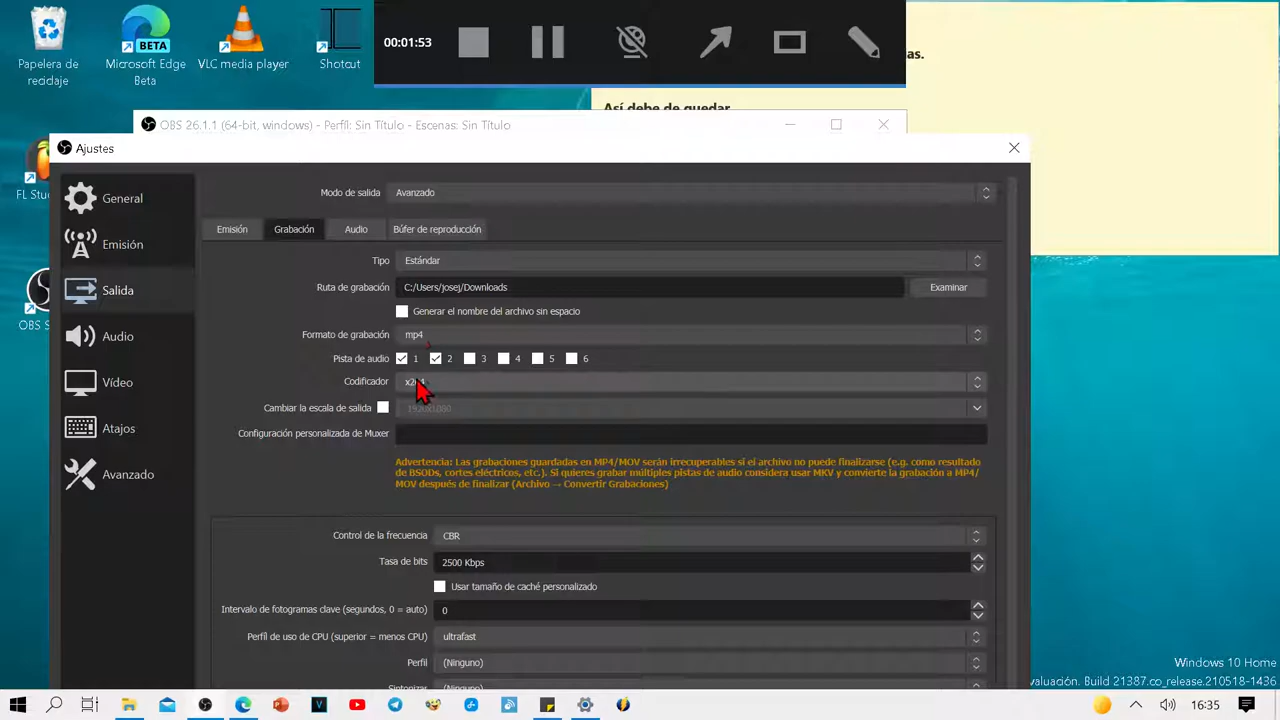 Papelera de
reciclaje
BETA
Microsoft Edge
Beta
VLC media player
Shotcut
00:01:53
as.
Así debe de quedar
OBS 26.1.1 (64-bit, windows) - Perfil: Sin Título - Escenas: Sin Título
Ajustes
FL Stu
OBS S
General
Emisión
Salida
Audio
Vídeo
Atajos
Avanzado
Modo de salida Avanzado
Emisión Grabación Audio Búfer de reproducción
Tipo Estándar
Ruta de grabación C:/Users/josej/Downloads Examinar
Generar el nombre del archivo sin espacio
Formato de grabación mp4
Pista de audio 1 2 3 4 5 6
Codificador x264
Cambiar la escala de salida 1920x1080
Configuración personalizada de Muxer
Advertencia: Las grabaciones guardadas en MP4/MOV serán irrecuperables si el archivo no puede finalizarse (e.g. como resultado
de BSODs, cortes eléctricos, etc.). Si quieres grabar múltiples pistas de audio considera usar MKV y convierte la grabación a MP4/
MOV después de finalizar (Archivo → Convertir Grabaciones)
Control de la frecuencia CBR
Tasa de bits 2500 Kbps
Usar tamaño de caché personalizado
Intervalo de fotogramas clave (segundos, 0 = auto) 0
Perfil de uso de CPU (superior = menos CPU) ultrafast
Perfil (Ninguno)
Sintonizar (Ninguno)
Windows 10 Home
evaluación. Build 21387.co_release.210518-1436
16:35